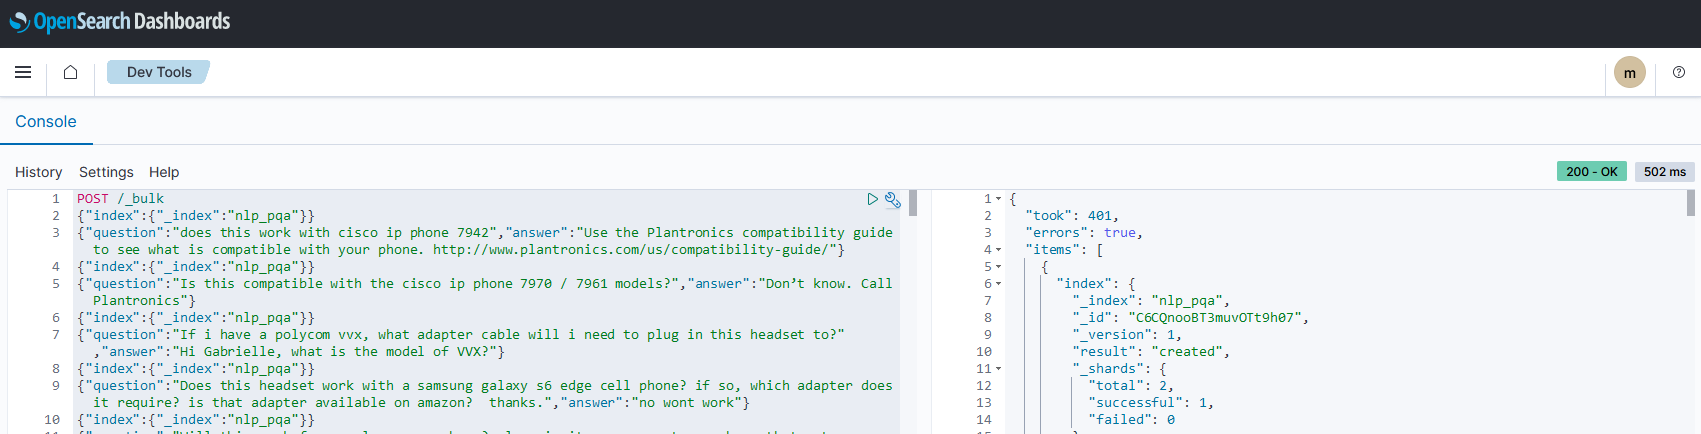 OpenSearch Dashboards
Dev Tools
m
?
Console
History Settings Help
200 - OK 502 ms
1 POST /_bulk
2 {"index":{"_index":"nlp_pqa"}}
3 {"question":"does this work with cisco ip phone 7942","answer":"Use the Plantronics compatibility guide
to see what is compatible with your phone. http://www.plantronics.com/us/compatibility-guide/"}
4 {"index":{"_index":"nlp_pqa"}}
5 {"question":"Is this compatible with the cisco ip phone 7970 / 7961 models?","answer":"Don’t know. Call
Plantronics"}
6 {"index":{"_index":"nlp_pqa"}}
7 {"question":"If i have a polycom vvx, what adapter cable will i need to plug in this headset to?"
,"answer":"Hi Gabrielle, what is the model of VVX?"}
8 {"index":{"_index":"nlp_pqa"}}
9 {"question":"Does this headset work with a samsung galaxy s6 edge cell phone? if so, which adapter does
it require? is that adapter available on amazon?  thanks.","answer":"no wont work"}
10 {"index":{"_index":"nlp_pqa"}}
1 {
2 "took": 401,
3 "errors": true,
4 "items": [
5 {
6 "index": {
7 "_index": "nlp_pqa",
8 "_id": "C6CQnooBT3muvOTt9h07",
9 "_version": 1,
10 "result": "created",
11 "_shards": {
12 "total": 2,
13 "successful": 1,
14 "failed": 0